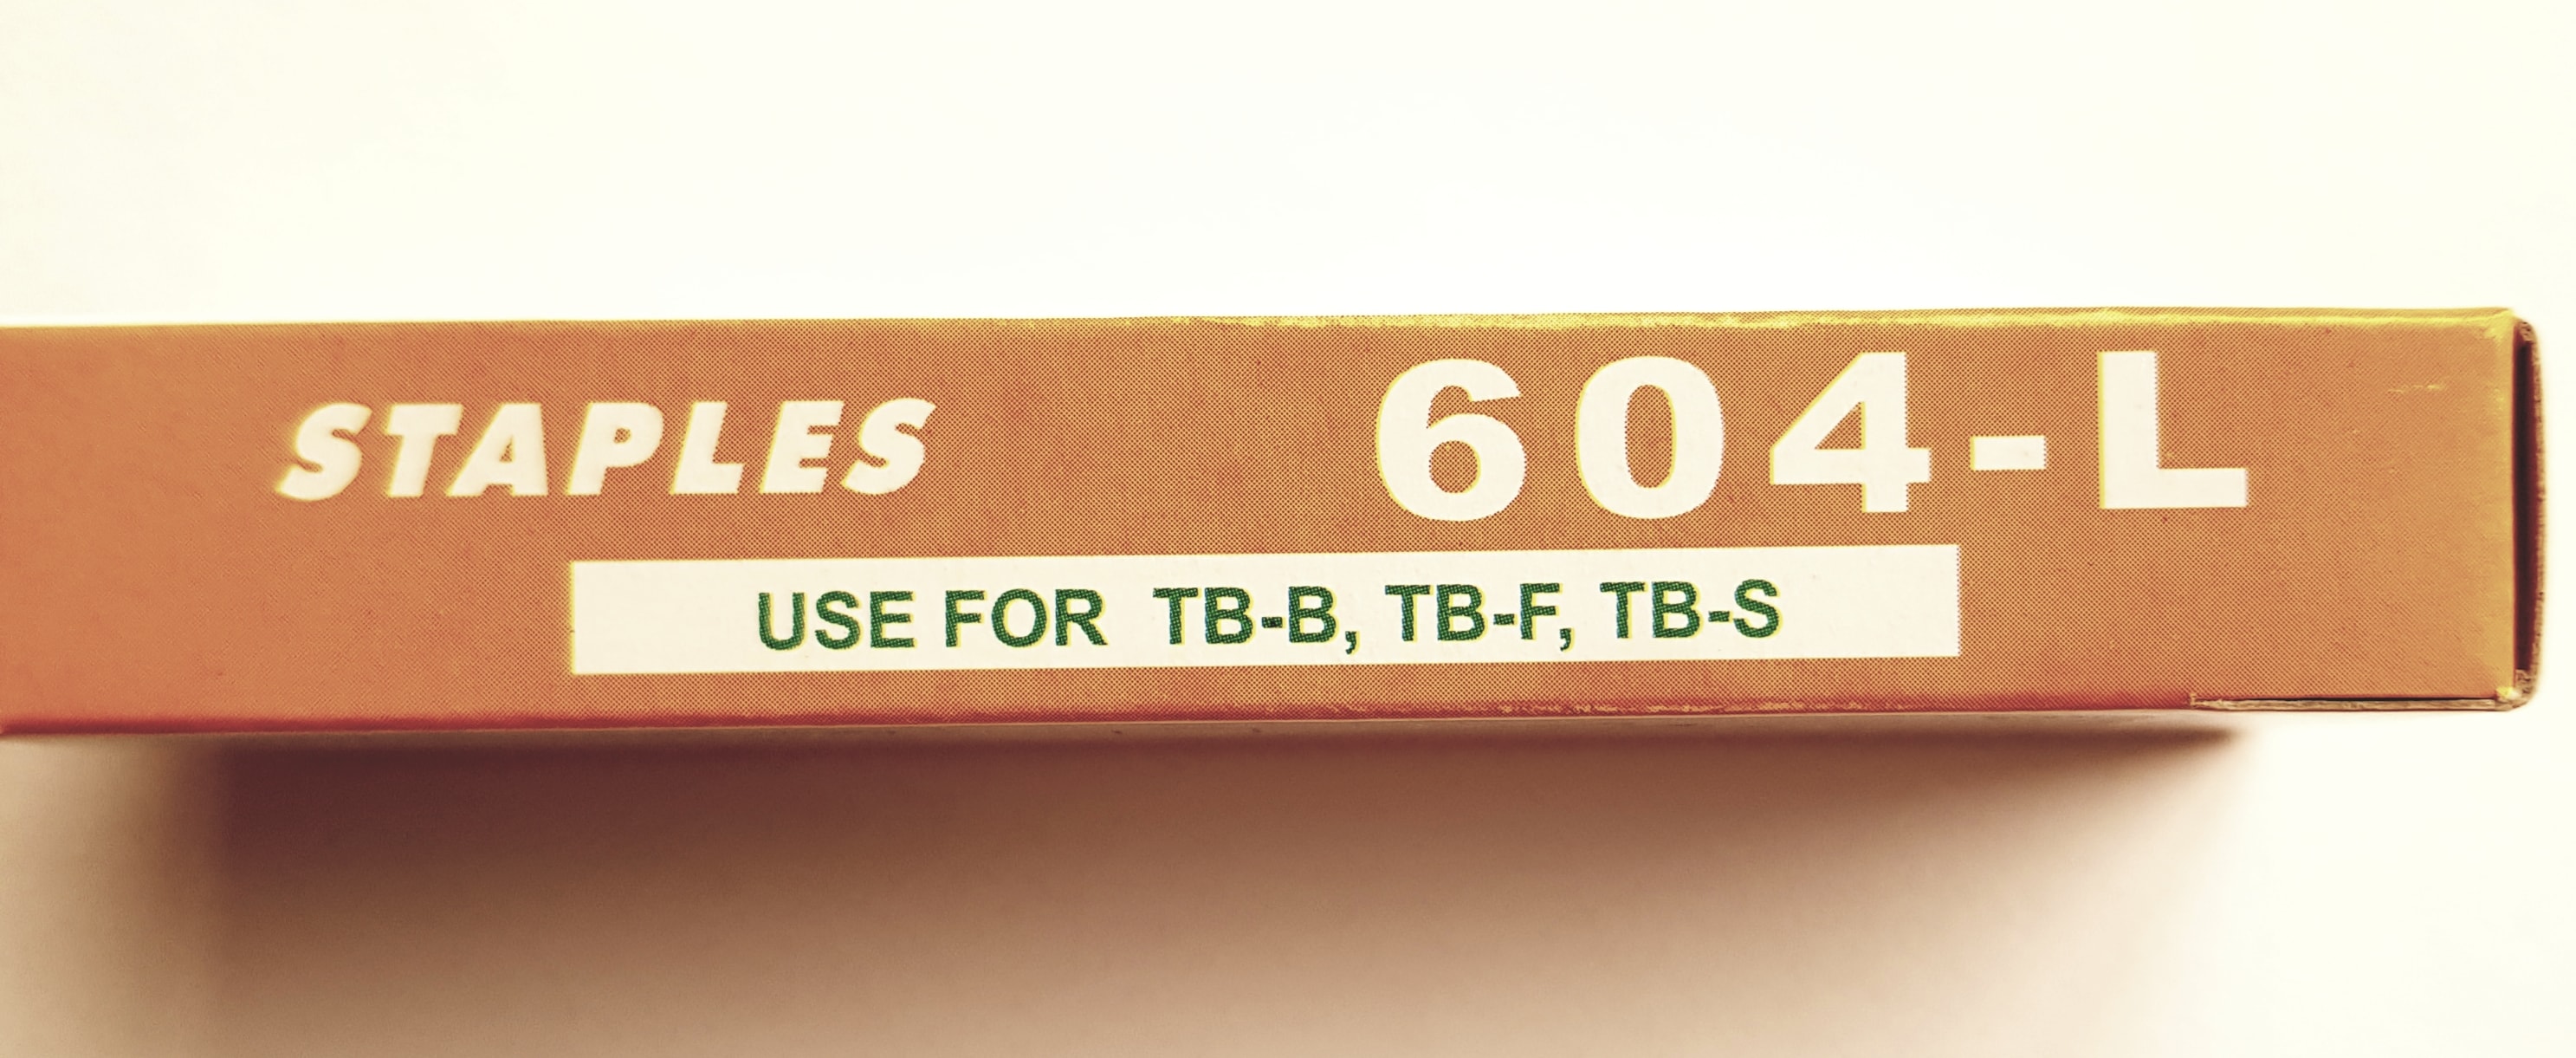 STAPLES 604-L
USE FOR TB-B, TB-F, TB-S